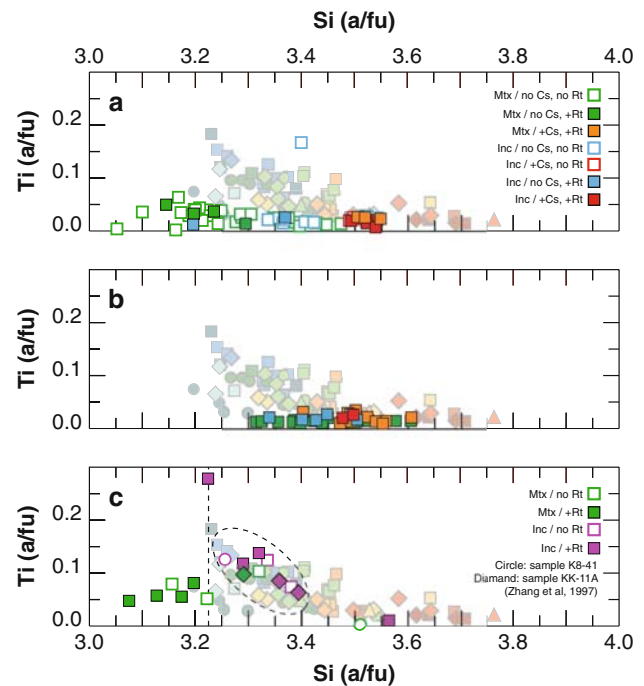 Si (a/fu)
3.0 3.2 3.4 3.6 3.8 4.0
a
Ti (a/fu)
0.2
0.1
0.0
Mtx / no Cs, no Rt
Mtx / no Cs, +Rt
Mtx / +Cs, +Rt
Inc / no Cs, no Rt
Inc / +Cs, no Rt
Inc / no Cs, +Rt
Inc / +Cs, +Rt
b
Ti (a/fu)
0.2
0.1
0.0
c
Ti (a/fu)
0.2
0.1
0.0
Mtx / no Rt
Mtx / +Rt
Inc / no Rt
Inc / +Rt
Circle: sample K8-41
Diamand: sample KK-11A
(Zhang et al, 1997)
3.0 3.2 3.4 3.6 3.8 4.0
Si (a/fu)